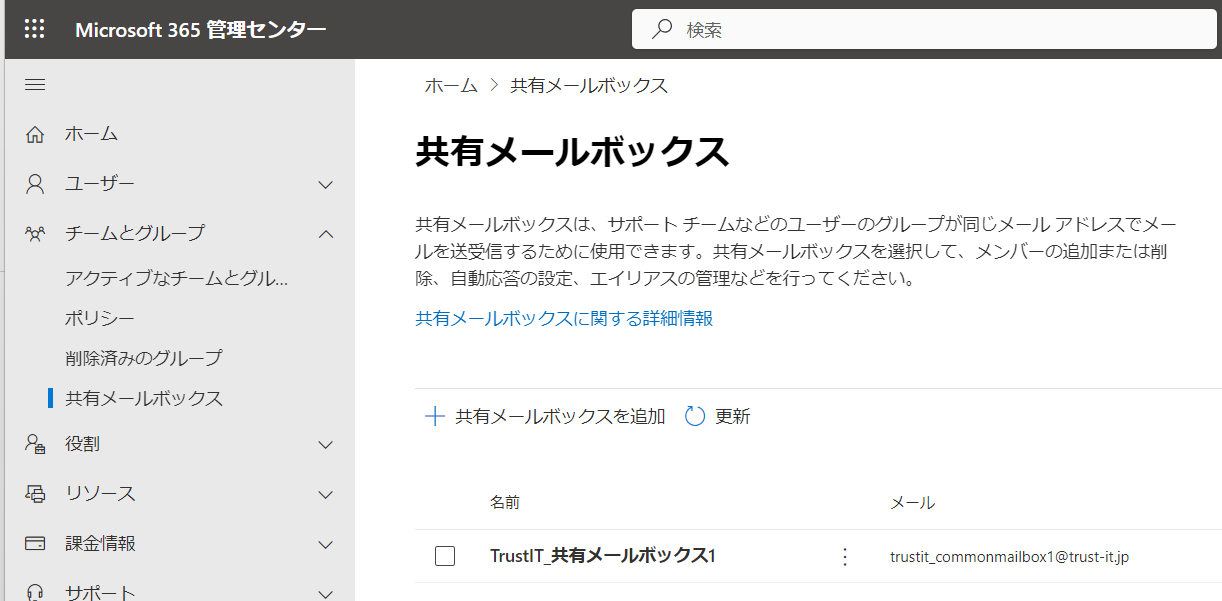 Microsoft 365 管理センター
検索
ホーム
ユーザー
チームとグループ
アクティブなチームとグル...
ポリシー
削除済みのグループ
共有メールボックス
役割
リソース
課金情報
サポート
ホーム > 共有メールボックス
共有メールボックス
共有メールボックスは、サポート チームなどのユーザーのグループが同じメール アドレスでメー
ルを送受信するために使用できます。共有メールボックスを選択して、メンバーの追加または削
除、自動応答の設定、エイリアスの管理などを行ってください。
共有メールボックスに関する詳細情報
共有メールボックスを追加 更新
名前 メール
TrustIT_共有メールボックス1 trustit_commonmailbox1@trust-it.jp